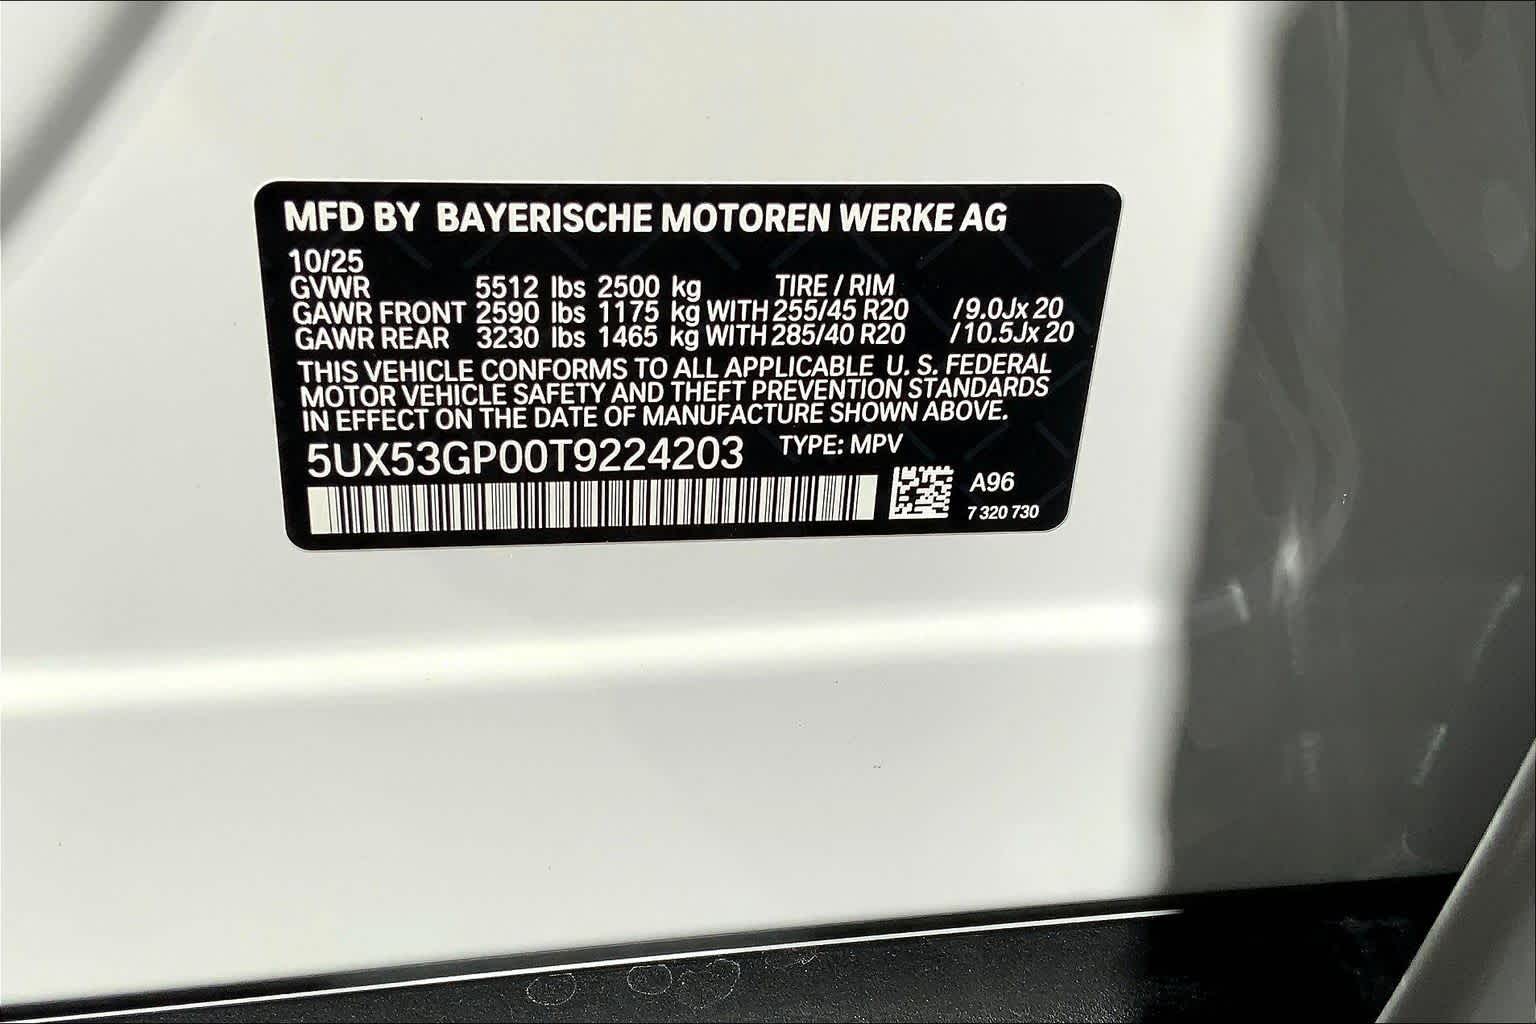 MFD BY BAYERISCHE MOTOREN WERKE AG
10/25
GVWR 5512 lbs 2500 kg TIRE / RIM
GAWR FRONT 2590 lbs 1175 kg WITH 255/45 R20 /9.0Jx 20
GAWR REAR 3230 lbs 1465 kg WITH 285/40 R20 /10.5Jx 20
THIS VEHICLE CONFORMS TO ALL APPLICABLE U. S. FEDERAL
MOTOR VEHICLE SAFETY AND THEFT PREVENTION STANDARDS
IN EFFECT ON THE DATE OF MANUFACTURE SHOWN ABOVE.
5UX53GP00T9224203 TYPE: MPV
A96
7 320 730